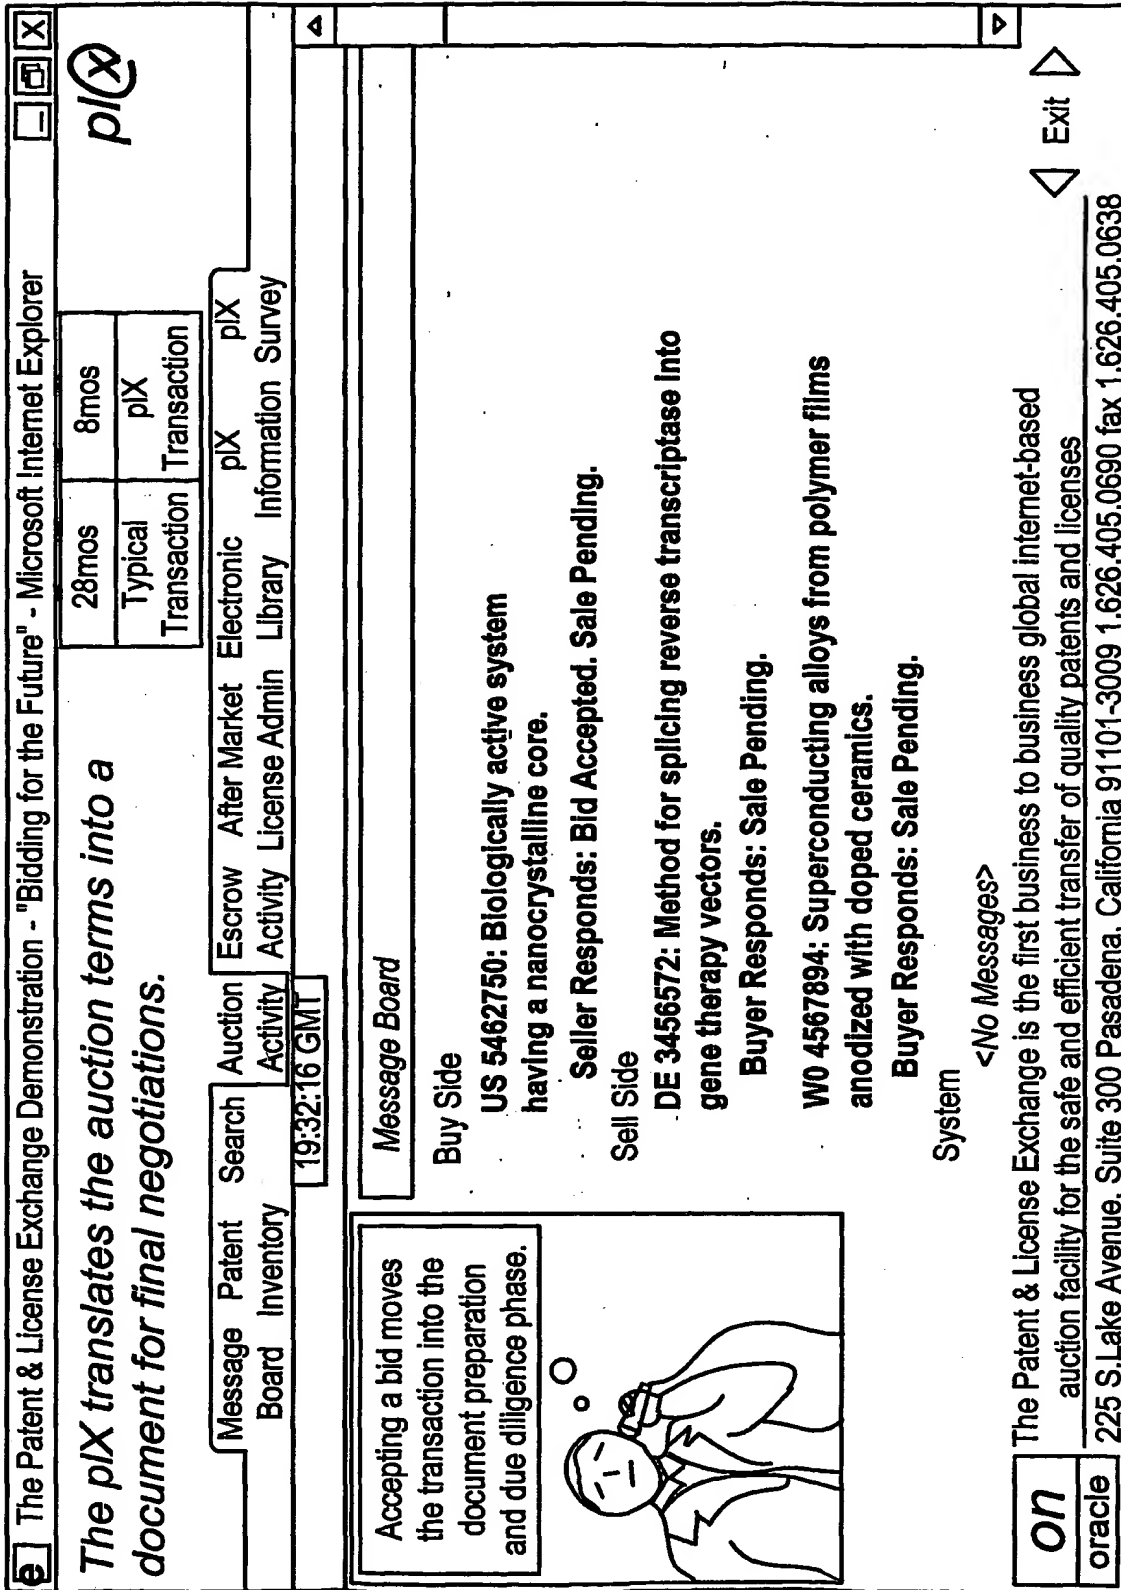 e The Patent & License Exchange Demonstration - "Bidding for the Future" - Microsoft Internet Explorer X
The plX translates the auction terms into a
document for final negotiations.
28mos 8mos
Typical plX
Transaction Transaction
plx
Message Patent Search Auction Escrow After Market Electronic plX plX
Board Inventory Activity Activity License Admin Library Information Survey
19:32:16 GMT
Accepting a bid moves
the transaction into the
document preparation
and due diligence phase.
Message Board
Buy Side
US 5462750: Biologically active system
having a nanocrystalline core.
Seller Responds: Bid Accepted. Sale Pending.
Sell Side
DE 3456572: Method for splicing reverse transcriptase Into
gene therapy vectors.
Buyer Responds: Sale Pending.
W0 4567894: Superconducting alloys from polymer films
anodized with doped ceramics.
Buyer Responds: Sale Pending.
System
<No Messages>
on
oracle
The Patent & License Exchange is the first business to business global internet-based
auction facility for the safe and efficient transfer of quality patents and licenses
Exit
225 S.Lake Avenue, Suite 300 Pasadena, California 91101-3009 1.626.405.0690 fax 1.626.405.0638